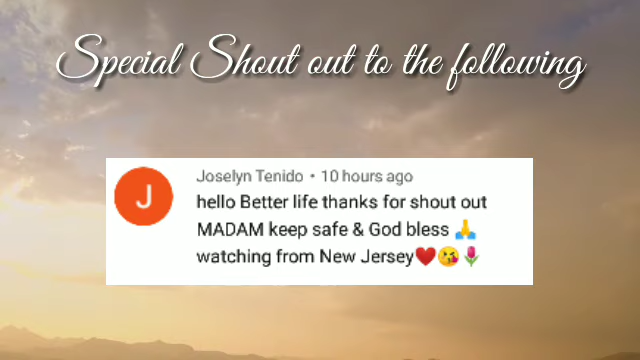 Special Shout out to the following
J
Joselyn Tenido • 10 hours ago
hello Better life thanks for shout out
MADAM keep safe & God bless 🙏
watching from New Jersey❤️😘🌷